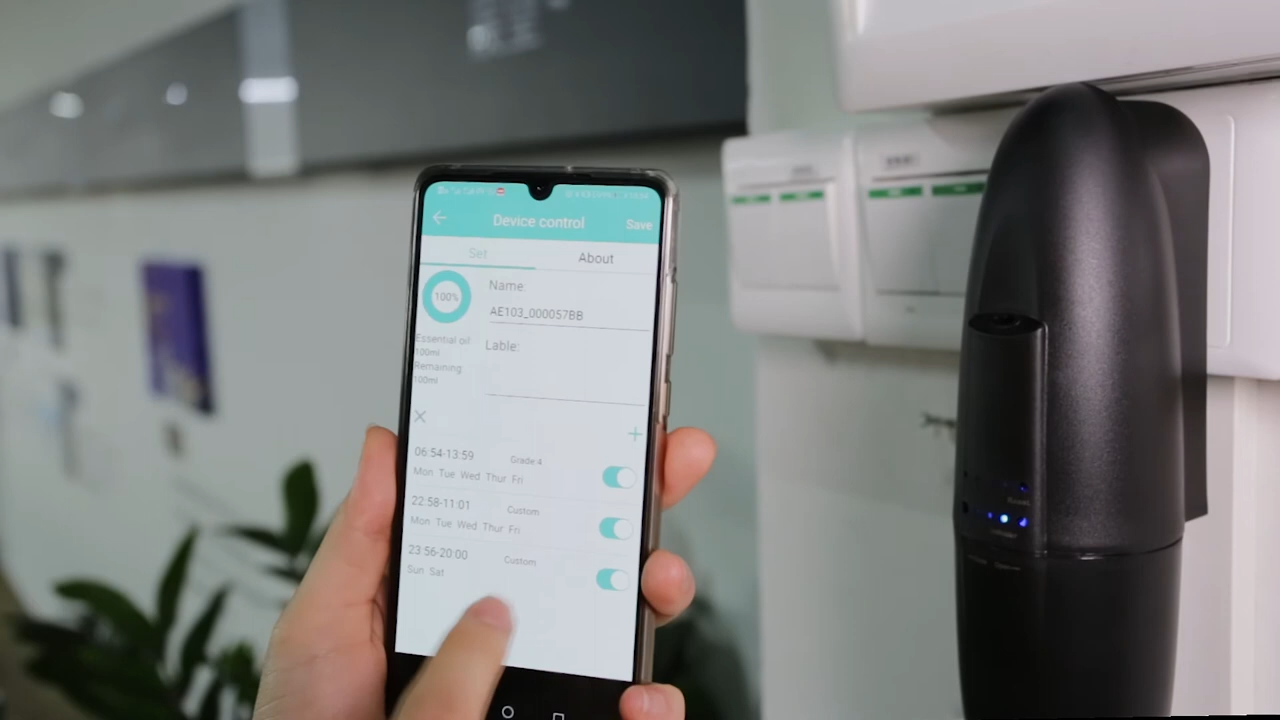 Device control
Save
Set
About
100%
Name:
AE103_000057BB
Essential oil
100ml
Remaining
100ml
Lable:
06:54-13:59
Grade 4
Mon Tue Wed Thur Fri
22:58-11:01
Custom
Mon Tue Wed Thur Fri
23:56-20:00
Custom
Sun Sat